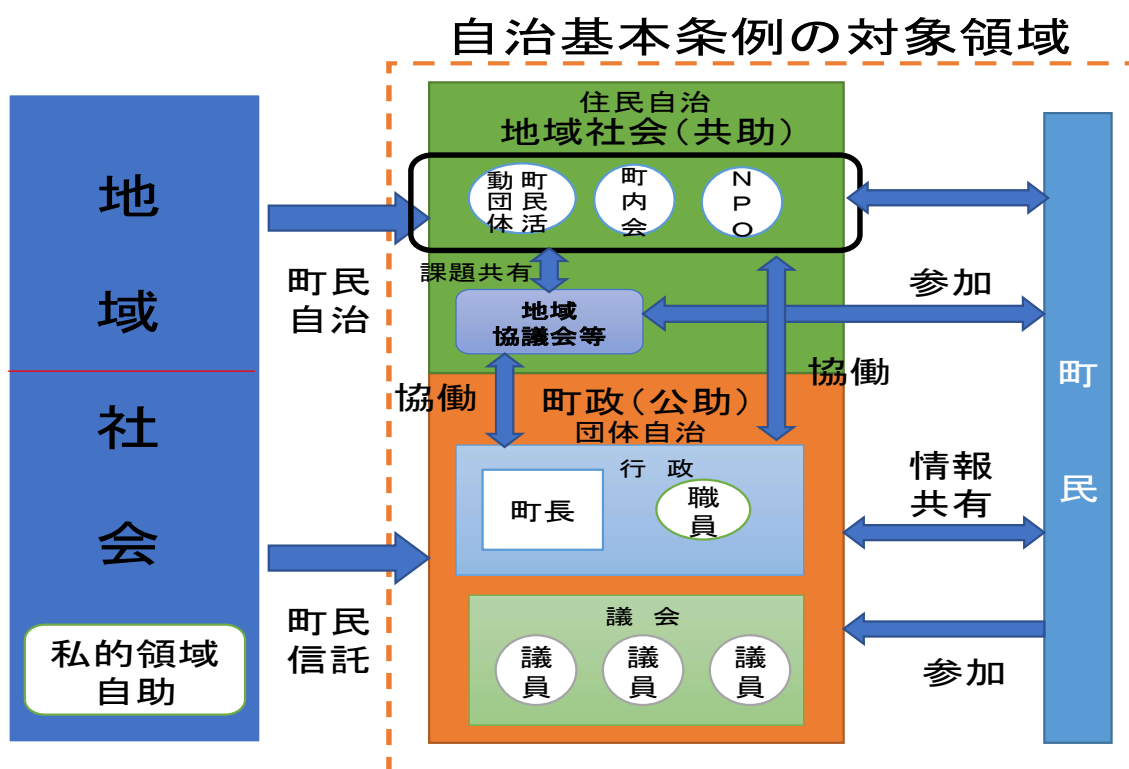 自治基本条例の対象領域
地域社会
私的領域
自助
町民
自治
町民
信託
住民自治
地域社会(共助)
町民活
動団体
町内会
NPO
課題共有
地域
協議会等
協働
協働
町政(公助)
団体自治
行 政
町長
職員
議 会
議員
議員
議員
参加
情報
共有
参加
町民